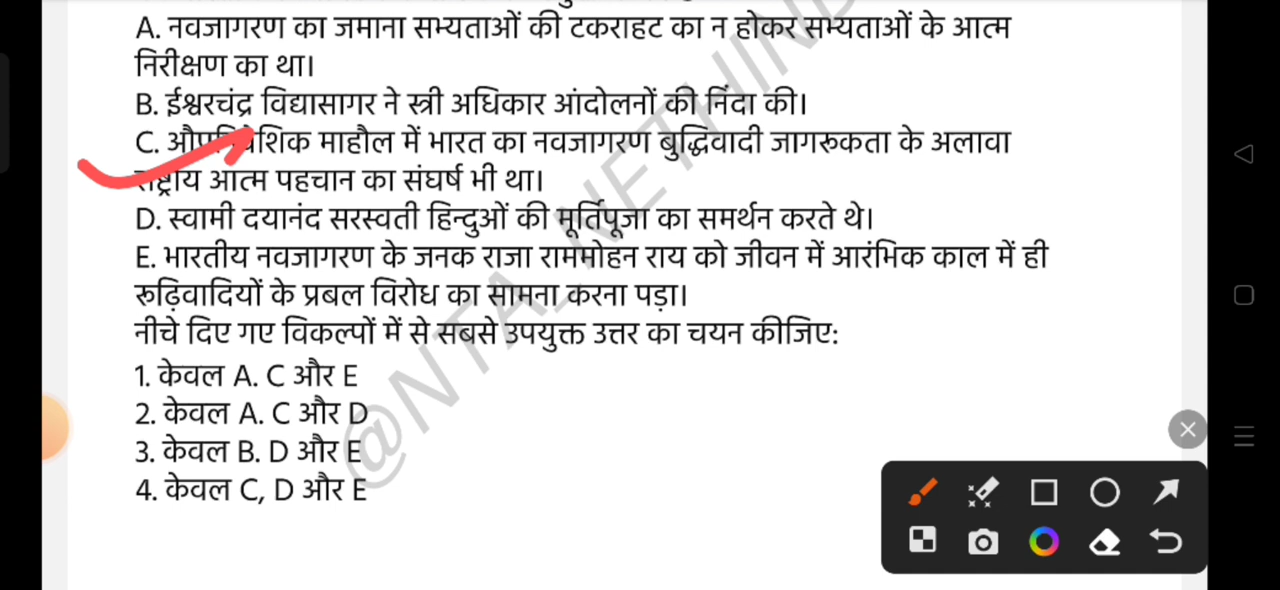 A. नवजागरण का जमाना सभ्यताओं की टकराहट का न होकर सभ्यताओं के आत्म
निरीक्षण का था।
B. ईश्वरचंद्र विद्यासागर ने स्त्री अधिकार आंदोलनों की निंदा की।
C. औपनिवेशिक माहौल में भारत का नवजागरण बुद्धिवादी जागरूकता के अलावा
राष्ट्रीय आत्म पहचान का संघर्ष भी था।
D. स्वामी दयानंद सरस्वती हिन्दुओं की मूर्तिपूजा का समर्थन करते थे।
E. भारतीय नवजागरण के जनक राजा राममोहन राय को जीवन में आरंभिक काल में ही
रूढ़िवादियों के प्रबल विरोध का सामना करना पड़ा।
नीचे दिए गए विकल्पों में से सबसे उपयुक्त उत्तर का चयन कीजिए:
1. केवल A. C और E
2. केवल A. C और D
3. केवल B. D और E
4. केवल C, D और E
@NTA_NETHIND